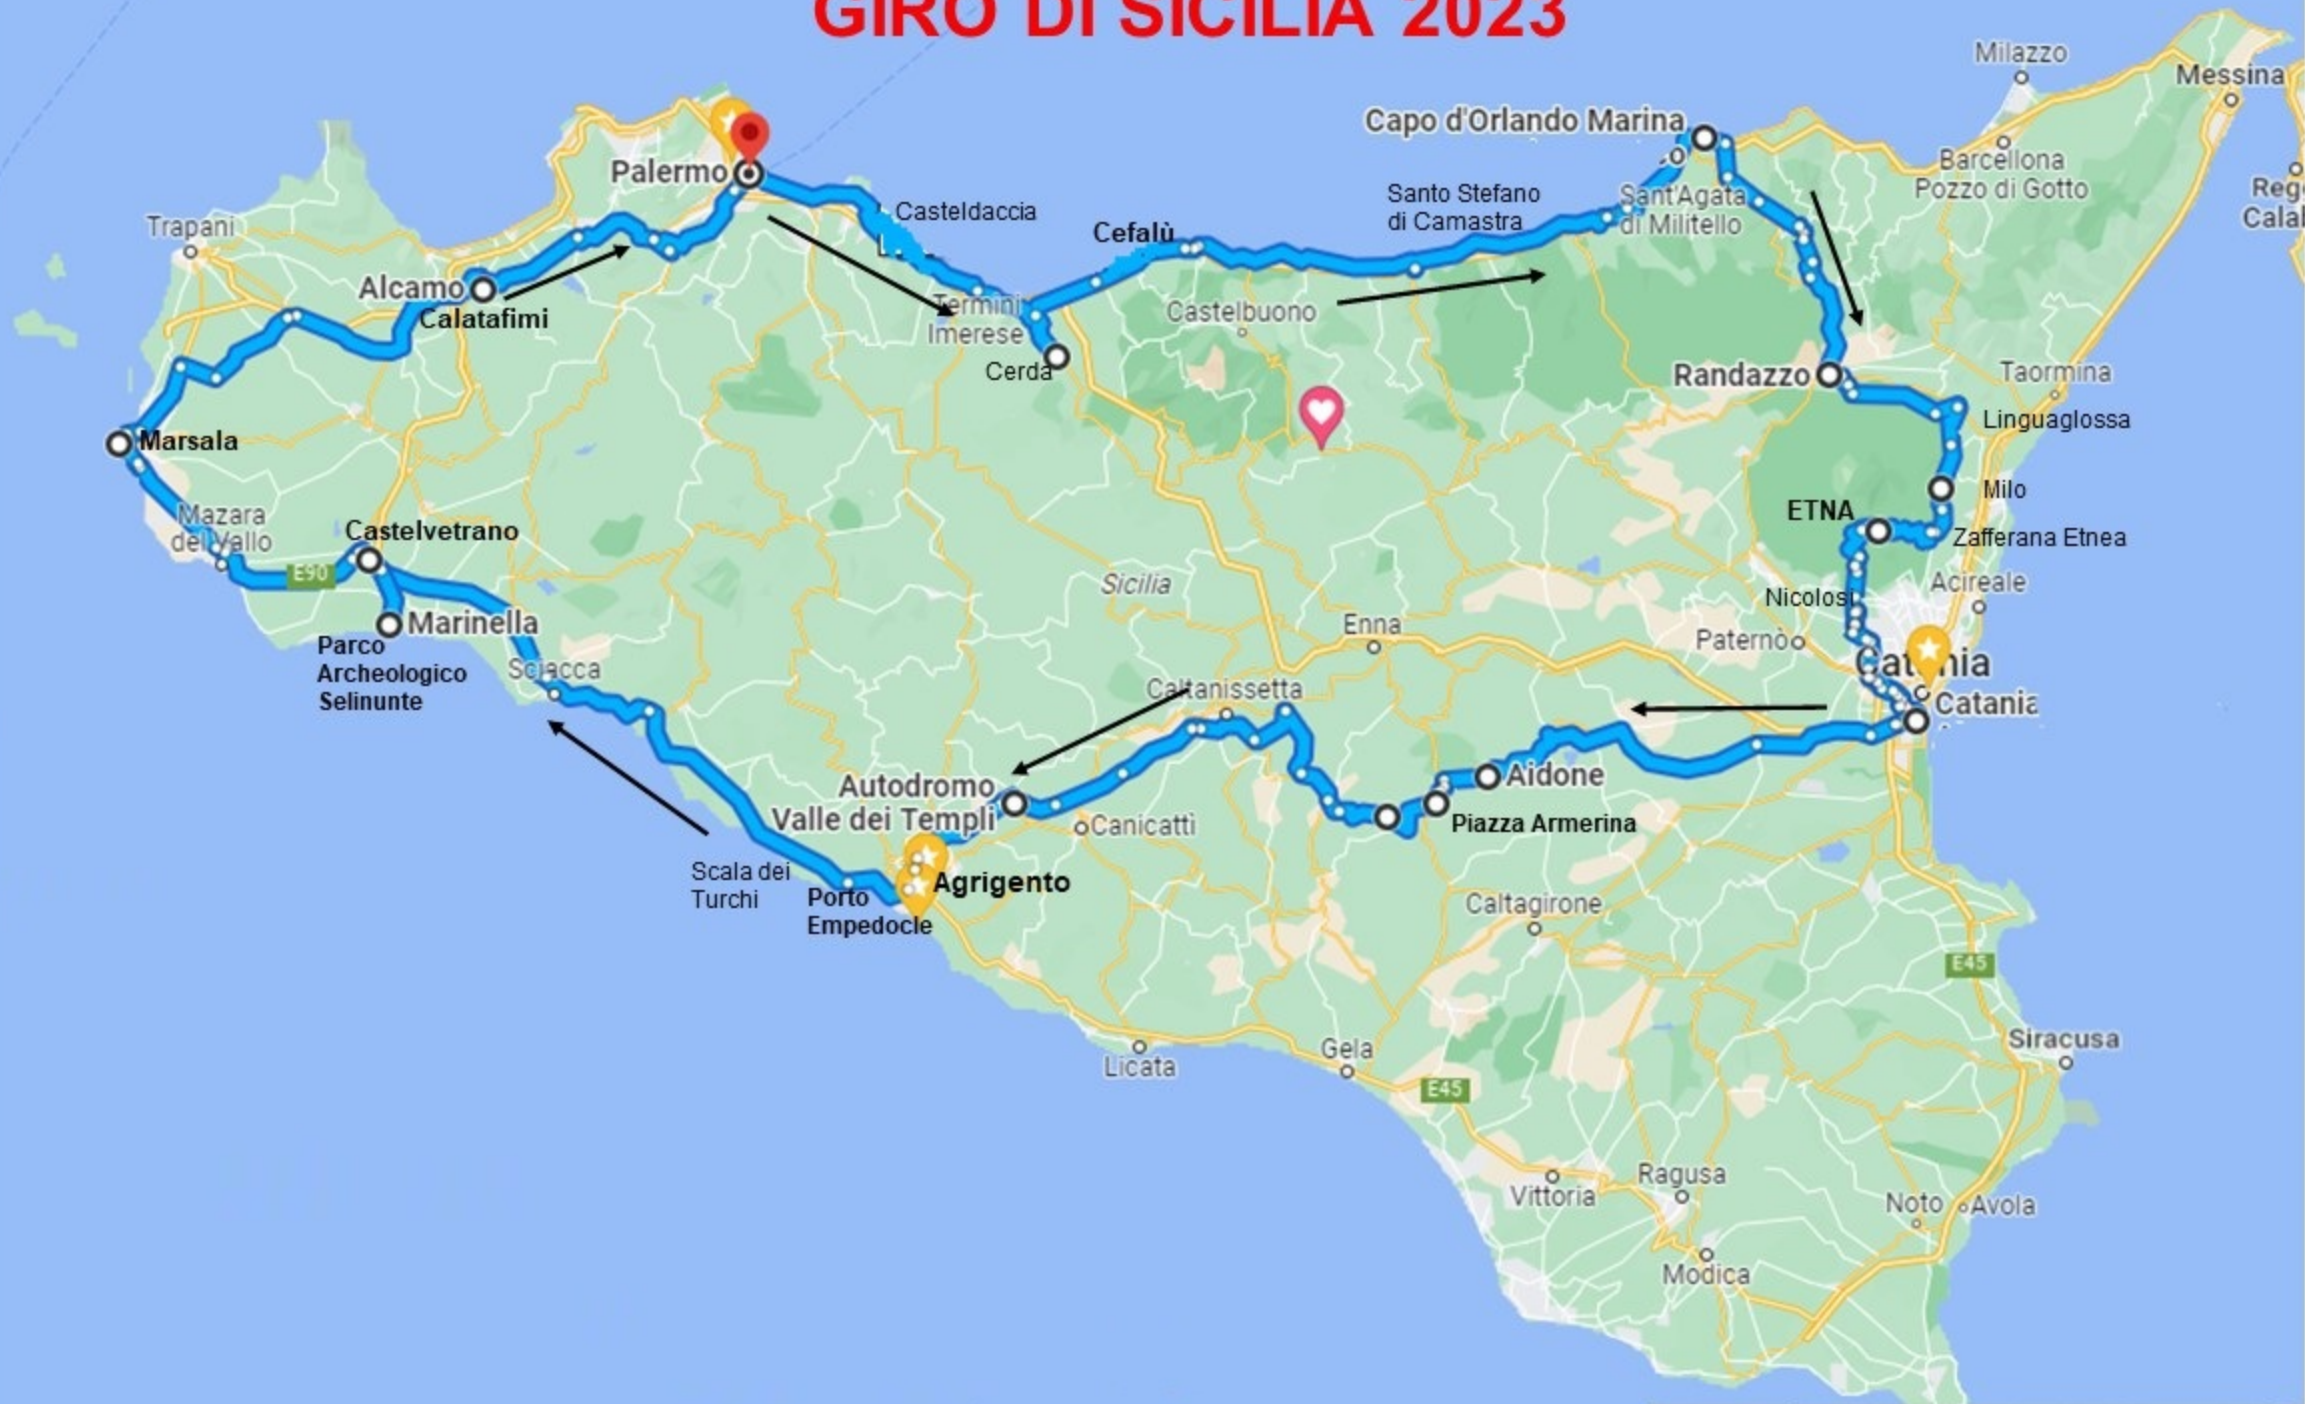 GIRO DI SICILIA 2023
Milazzo
Messina
Capo d'Orlando Marina
Barcellona
Pozzo di Gotto
Palermo
Santo Stefano
di Camastra
Sant'Agata
di Militello
Casteldaccia
Trapani
Cefalù
Alcamo
Calatafimi
Termini
Imerese
Castelbuono
Cerda
Randazzo
Taormina
Linguaglossa
Marsala
Milo
ETNA
Zafferana Etnea
Mazara
del Vallo
Castelvetrano
E90
Sicilia
Acireale
Nicolosi
Marinella
Enna
Paternò
Parco
Archeologico
Selinunte
Sciacca
Catania
Caltanissetta
Catania
Autodromo
Valle dei Templi
Aidone
Canicattì
Piazza Armerina
Scala dei
Turchi
Agrigento
Porto
Empedocle
Caltagirone
E45
Siracusa
Gela
Licata
E45
Ragusa
Vittoria
Noto
Avola
Modica